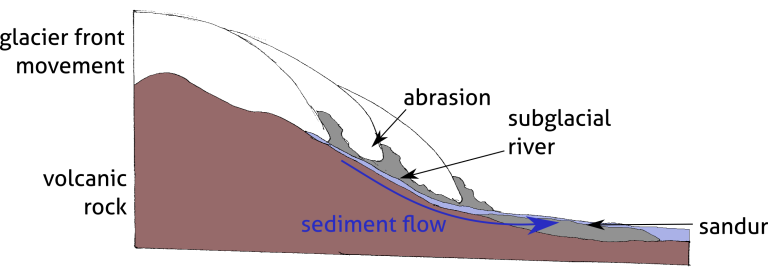 glacier front
movement
abrasion
subglacial
river
volcanic
rock
sediment flow
sandur